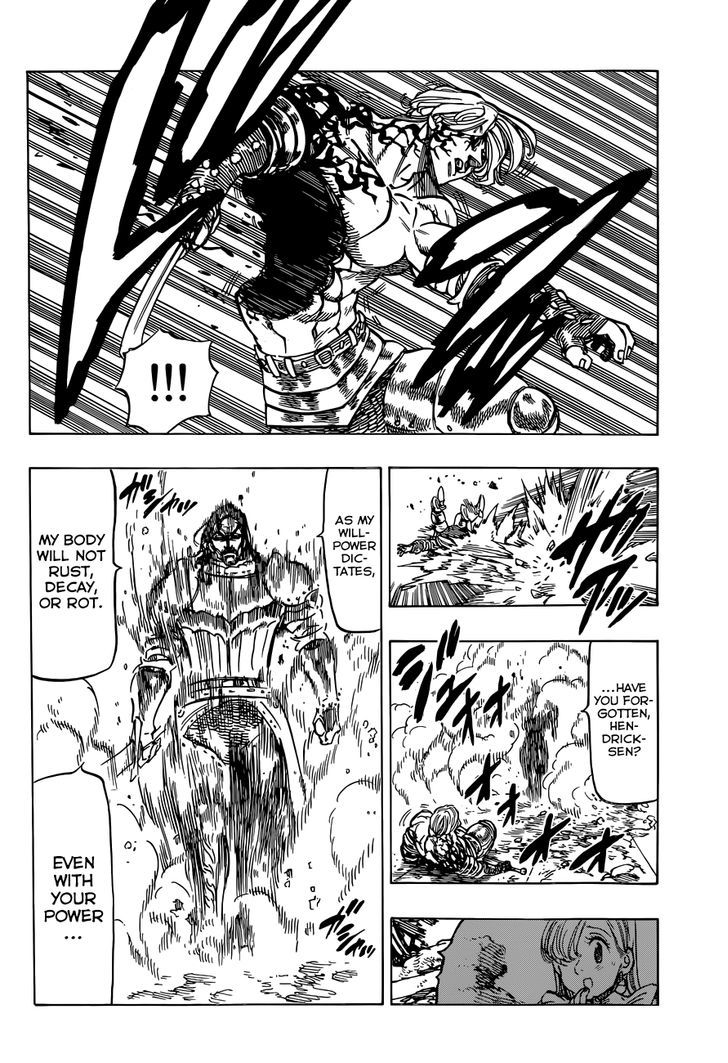 !!!
...HAVE
YOU FOR-
GOTTEN,
HEN-
DRICK-
SEN?
AS MY
WILL-
POWER
DIC-
TATES,
MY BODY
WILL NOT
RUST,
DECAY,
OR ROT.
EVEN
WITH
YOUR
POWER
...